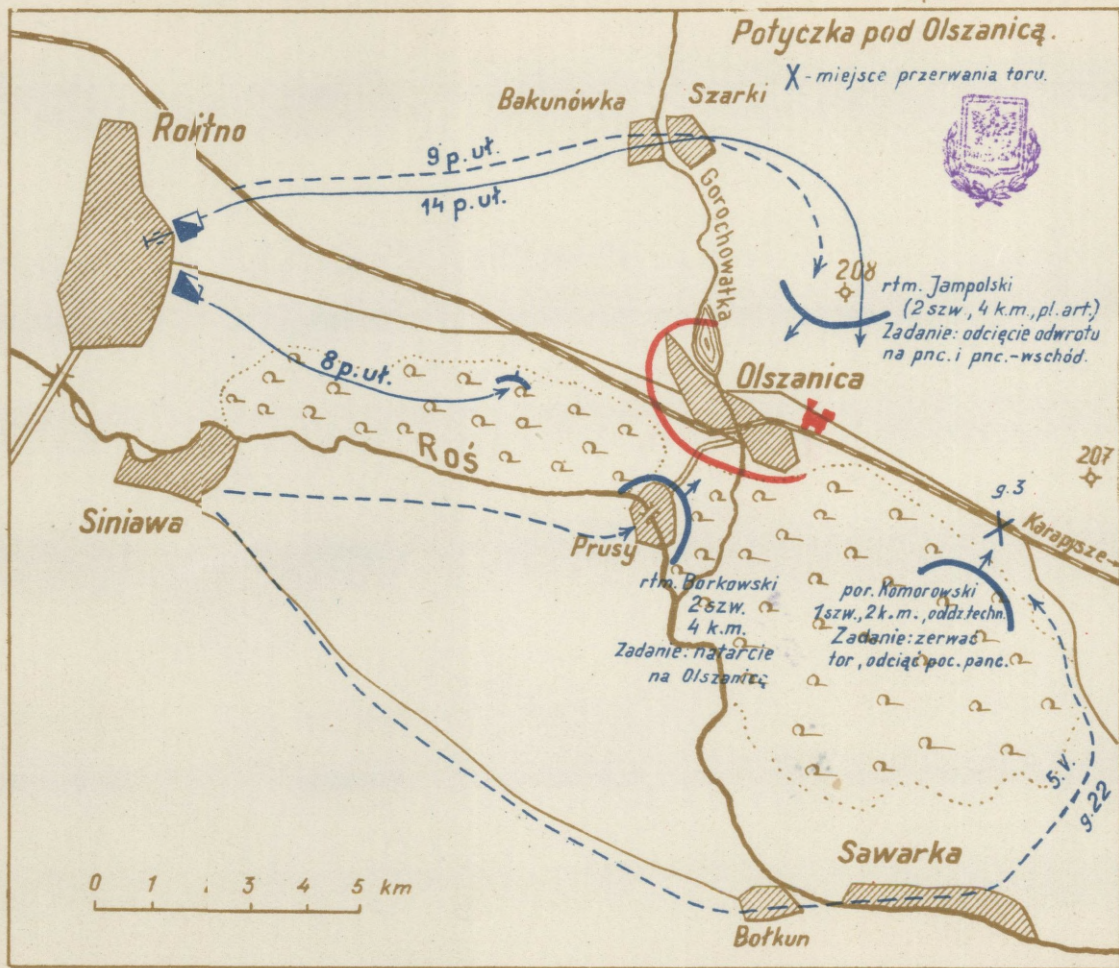 Potyczka pod Olszanicą.
X - miejsce przerwania toru.
Bakunówka
Szarki
Rokitno
9 p. uł.
14 p. uł.
Gorochowatka
208
rtm. Jampolski
(2 szw., 4 k.m., pl. art.)
Zadanie: odcięcie odwrotu
na pnc. i pnc.-wschód.
8 p. uł.
Olszanica
Roś
207
g. 3
Karapysze
Siniawa
Prusy
rtm. Borkowski
2 szw.
4 k.m.
Zadanie: natarcie
na Olszanicę
por. Komorowski
1 szw., 2 k.m., oddz. techn.
Zadanie: zerwać
tor, odciąć poc. panc.
5. V.
g. 22
Sawarka
0 1 2 3 4 5 km
Bołkun